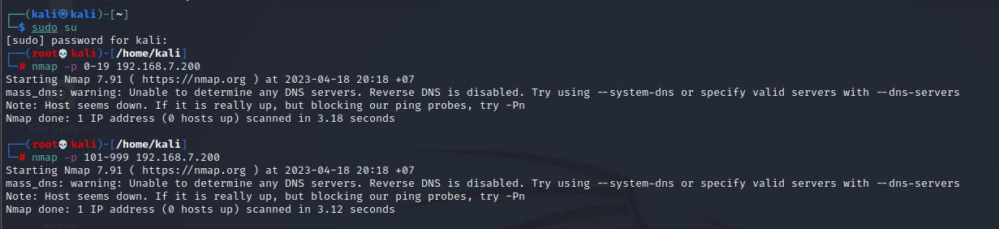 ┌──(kali㉿kali)-[~]
└─$ sudo su
[sudo] password for kali:
┌──(root💀kali)-[/home/kali]
└─# nmap -p 0-19 192.168.7.200
Starting Nmap 7.91 ( https://nmap.org ) at 2023-04-18 20:18 +07
mass_dns: warning: Unable to determine any DNS servers. Reverse DNS is disabled. Try using --system-dns or specify valid servers with --dns-servers
Note: Host seems down. If it is really up, but blocking our ping probes, try -Pn
Nmap done: 1 IP address (0 hosts up) scanned in 3.18 seconds
File System
┌──(root💀kali)-[/home/kali]
└─# nmap -p 101-999 192.168.7.200
Starting Nmap 7.91 ( https://nmap.org ) at 2023-04-18 20:18 +07
mass_dns: warning: Unable to determine any DNS servers. Reverse DNS is disabled. Try using --system-dns or specify valid servers with --dns-servers
Note: Host seems down. If it is really up, but blocking our ping probes, try -Pn
Nmap done: 1 IP address (0 hosts up) scanned in 3.12 seconds
Home